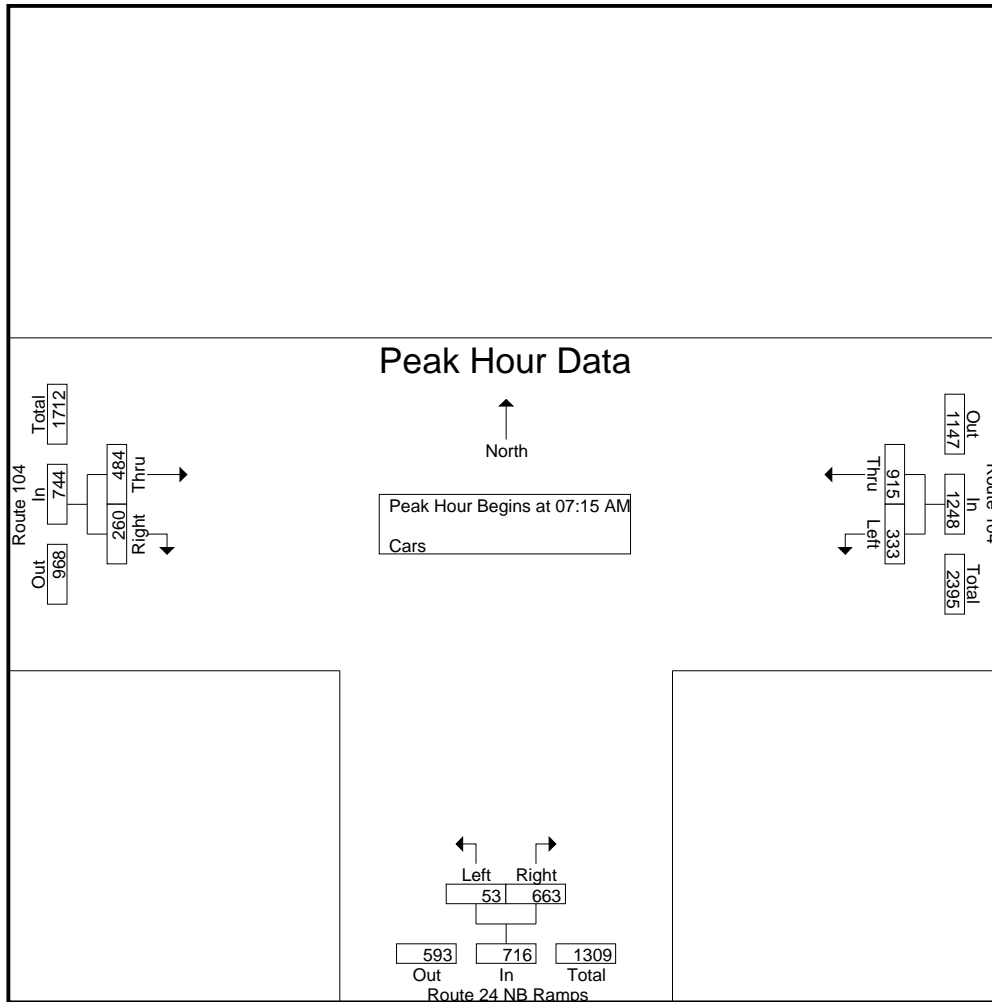 Peak Hour Data
North
Peak Hour Begins at 07:15 AM
Cars
Route 104
Total
1712
In
744
Out
968
484
Thru
260
Right
Out
1147
In
1248
Total
2395
Route 104
915
Thru
333
Left
Left
Right
53
663
593
716
1309
Out
In
Total
Route 24 NB Ramps